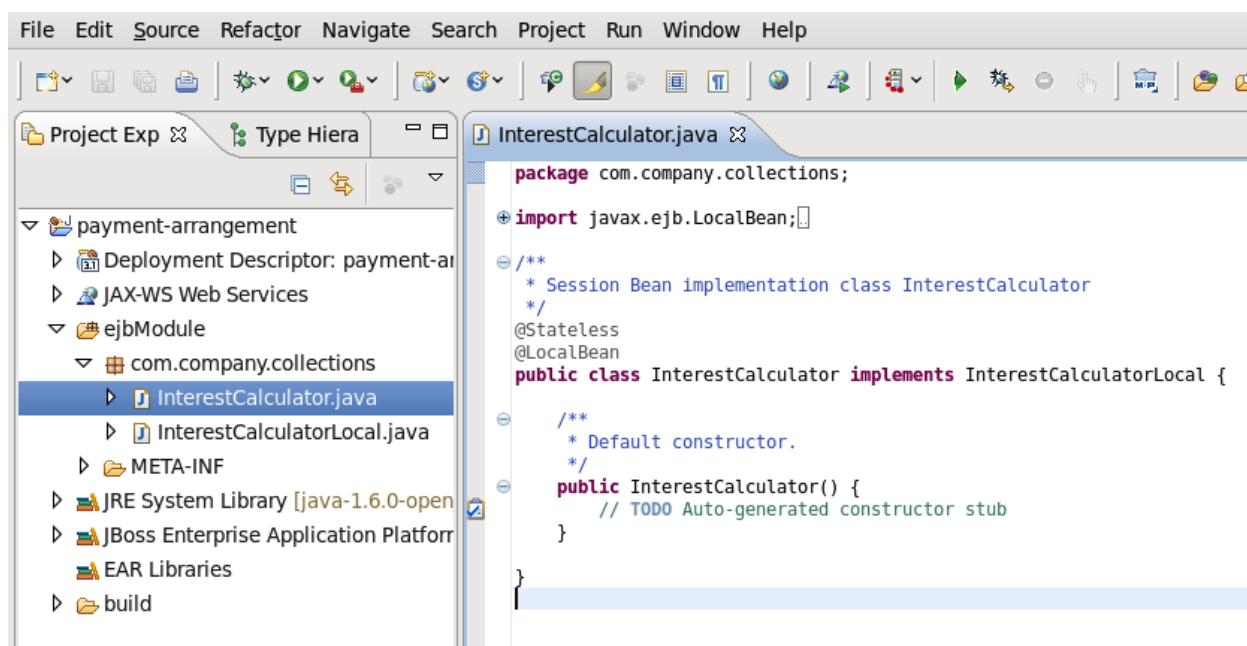 File Edit Source Refactor Navigate Search Project Run Window Help
Project Exp
Type Hiera
InterestCalculator.java
payment-arrangement
Deployment Descriptor: payment-ar
JAX-WS Web Services
ejbModule
com.company.collections
InterestCalculator.java
InterestCalculatorLocal.java
META-INF
JRE System Library [java-1.6.0-open
JBoss Enterprise Application Platforr
EAR Libraries
build
package com.company.collections;
import javax.ejb.LocalBean;
/**
* Session Bean implementation class InterestCalculator
*/
@Stateless
@LocalBean
public class InterestCalculator implements InterestCalculatorLocal {
/**
* Default constructor.
*/
public InterestCalculator() {
// TODO Auto-generated constructor stub
}
}